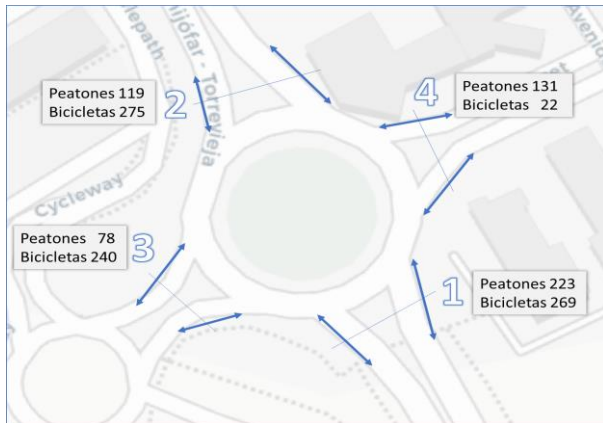 Peatones 119
Bicicletas 275
2
Peatones 131
Bicicletas 22
4
Peatones 78
Bicicletas 240
3
Peatones 223
Bicicletas 269
1
Cycleway
Torrevieja